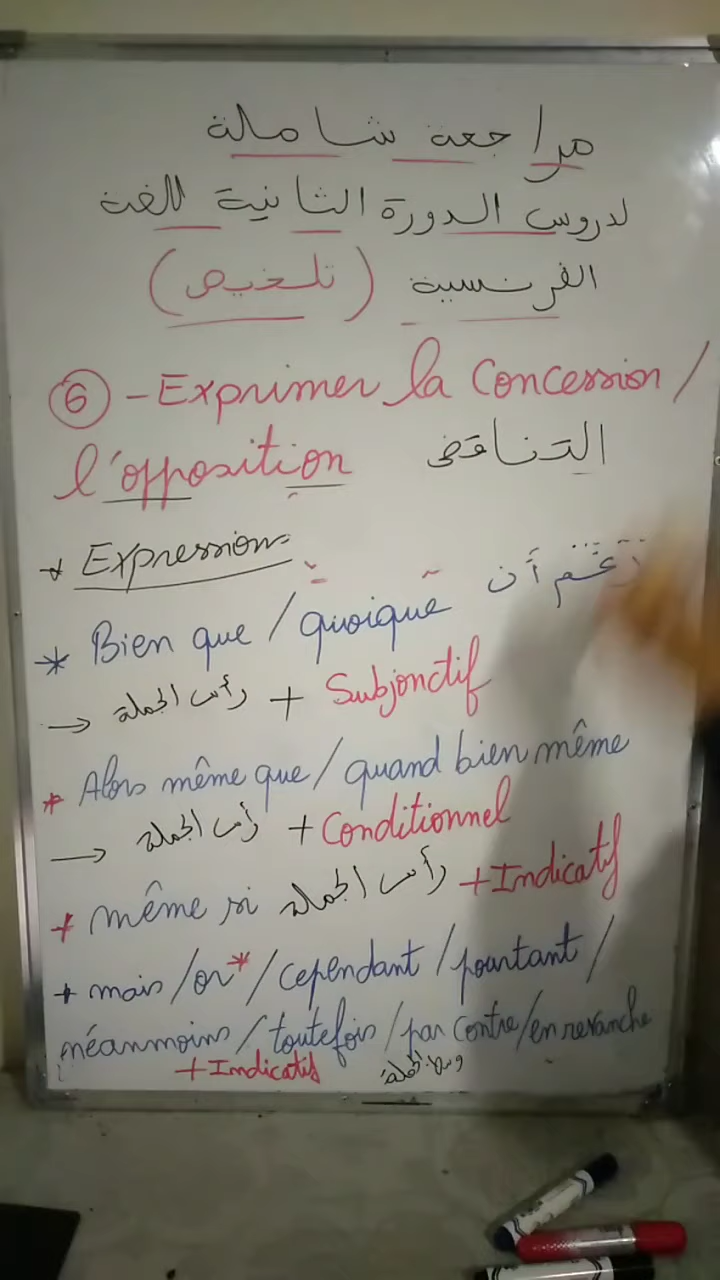 مراجعة شاملة
لدروس الدورة الثانية للغة
الفرنسية (تلخيص)
⑥ - Exprimer la Concession /
l'opposition التناقض
* Expression
* Bien que / quoique رغم أن
→ رأس الجملة + Subjonctif
* Alors même que / quand bien même
→ رأس الجملة + Conditionnel
+ même si رأس الجملة + Indicatif
+ mais / or* / cependant / pourtant /
néanmoins / toutefois / par contre / en revanche
+ Indicatif وسط الجملة